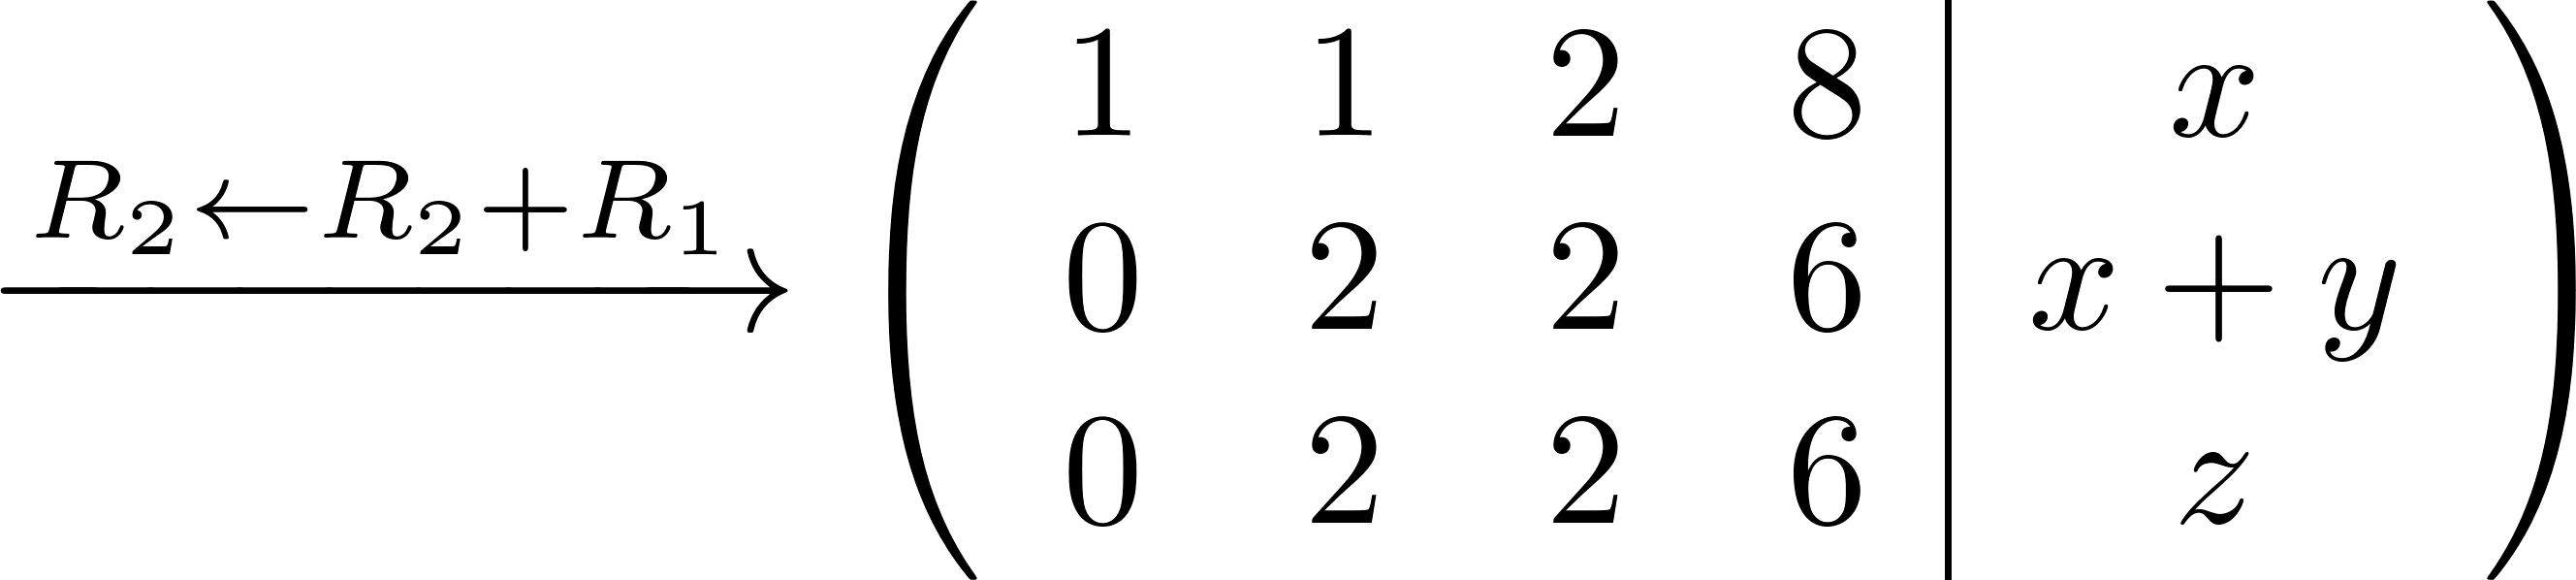 R₂←R₂+R₁
1 1 2 8 | x
0 2 2 6 | x + y
0 2 2 6 | z